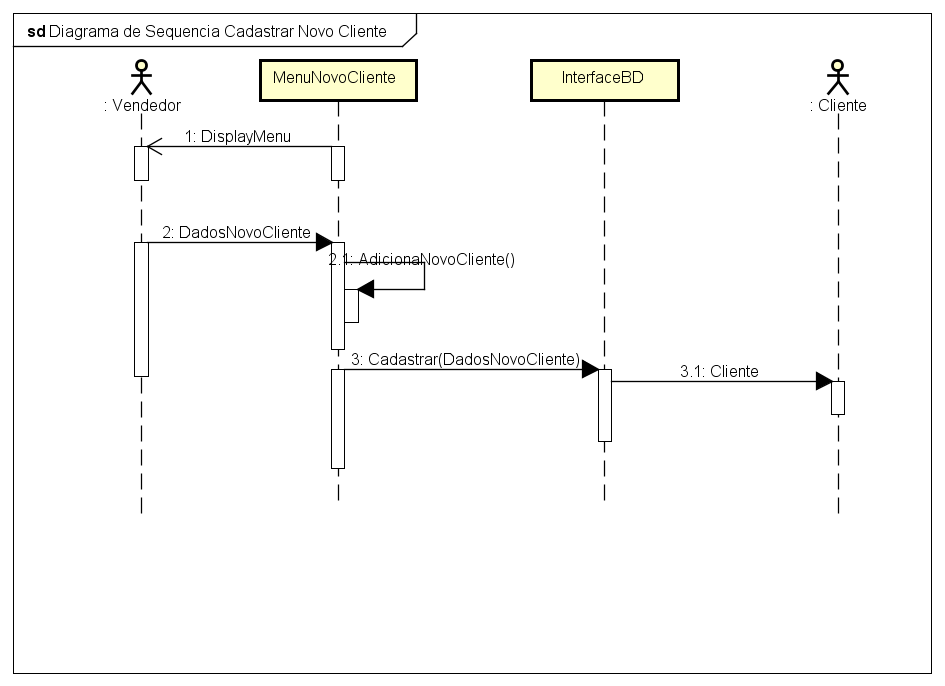 sd Diagrama de Sequencia Cadastrar Novo Cliente
: Vendedor
MenuNovoCliente
InterfaceBD
: Cliente
1: DisplayMenu
2: DadosNovoCliente
2.1: AdicionaNovoCliente()
3: Cadastrar(DadosNovoCliente)
3.1: Cliente